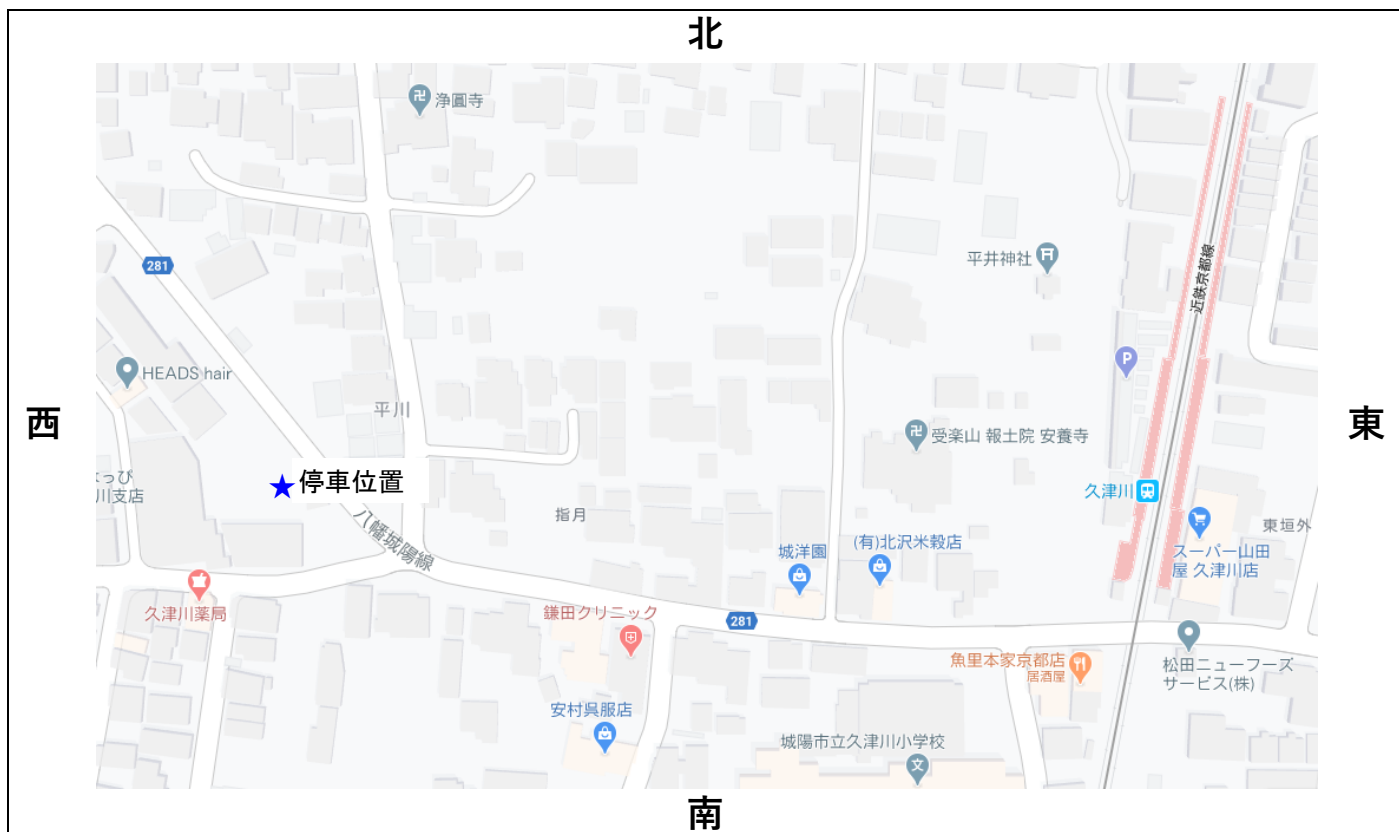 北
浄圓寺
281
平井神社
近鉄京都線
P
HEADS hair
平川
西
東
受楽山 報土院 安養寺
★停車位置
よっぴ
川支店
久津川
指月
東垣外
八幡城陽線
城洋園
(有)北沢米穀店
スーパー山田
屋 久津川店
久津川薬局
鎌田クリニック
281
魚里本家京都店
居酒屋
松田ニューフーズ
サービス(株)
安村呉服店
城陽市立久津川小学校
文
南